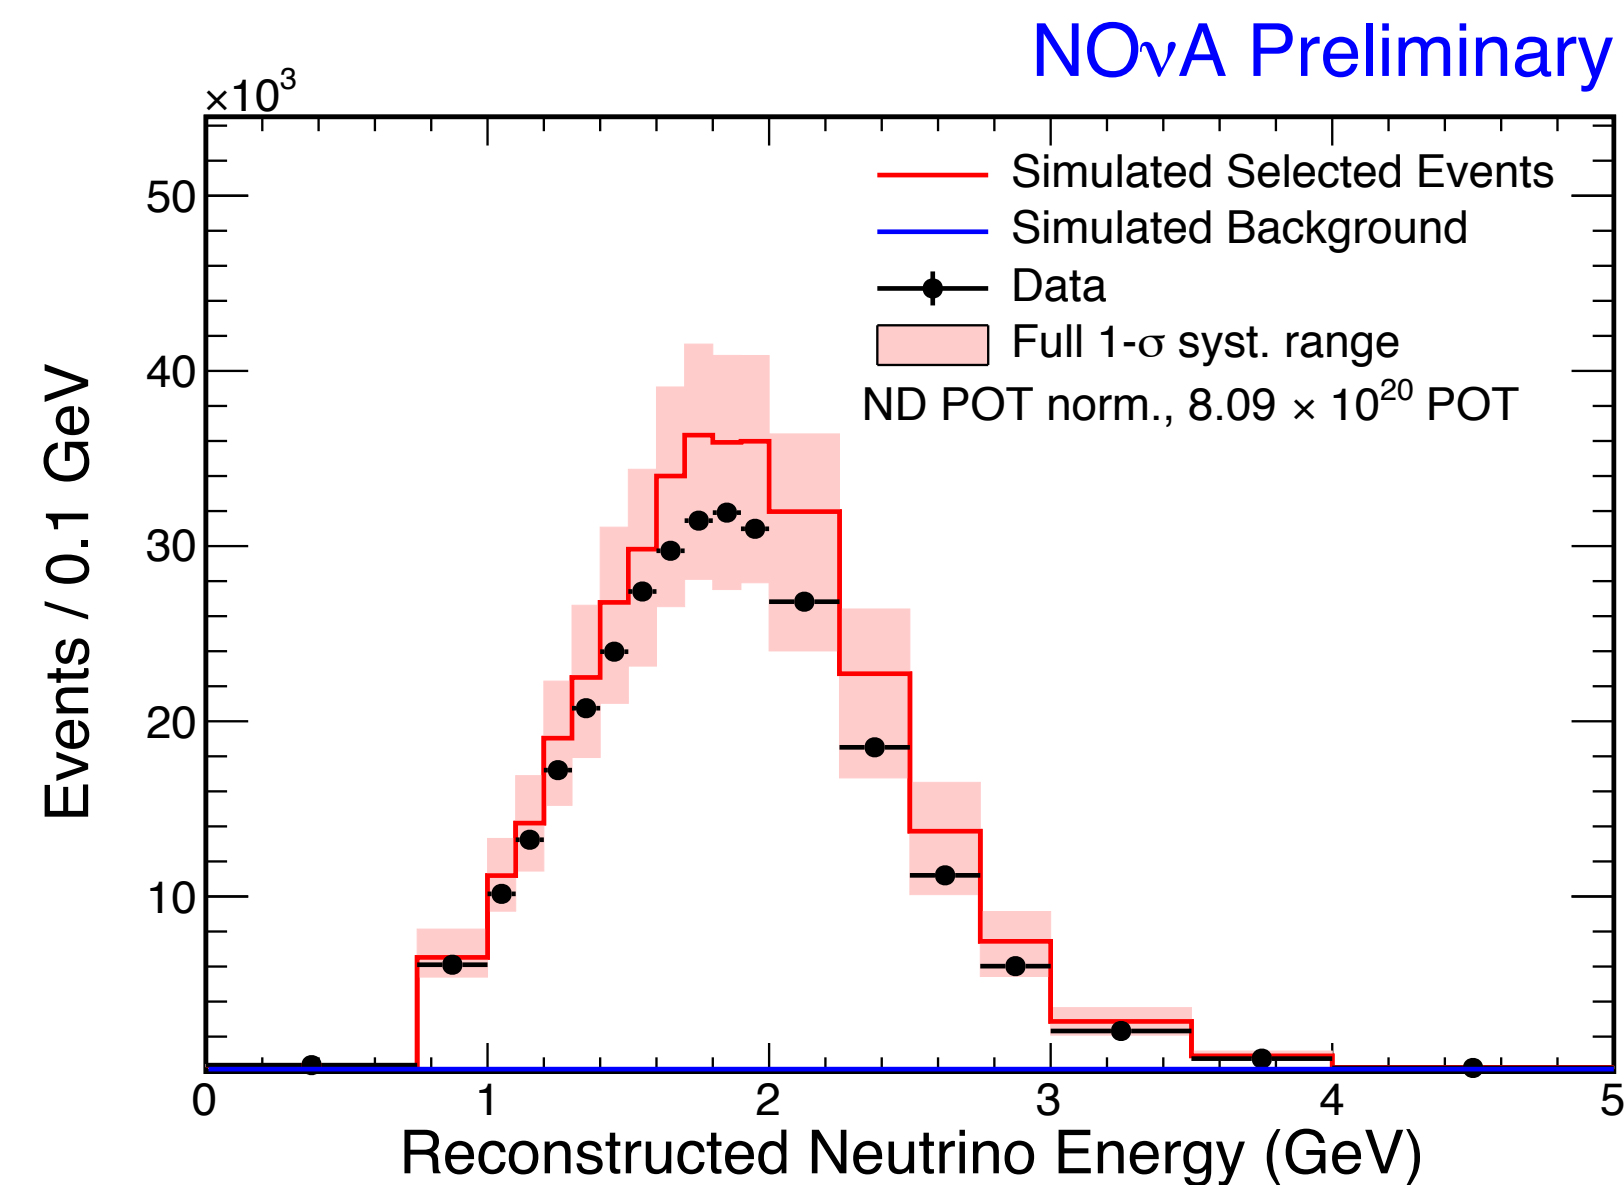 NOνA Preliminary
×10³
Simulated Selected Events
Simulated Background
Data
Full 1-σ syst. range
ND POT norm., 8.09 × 10²⁰ POT
50
40
30
20
10
Events / 0.1 GeV
0 1 2 3 4 5
Reconstructed Neutrino Energy (GeV)